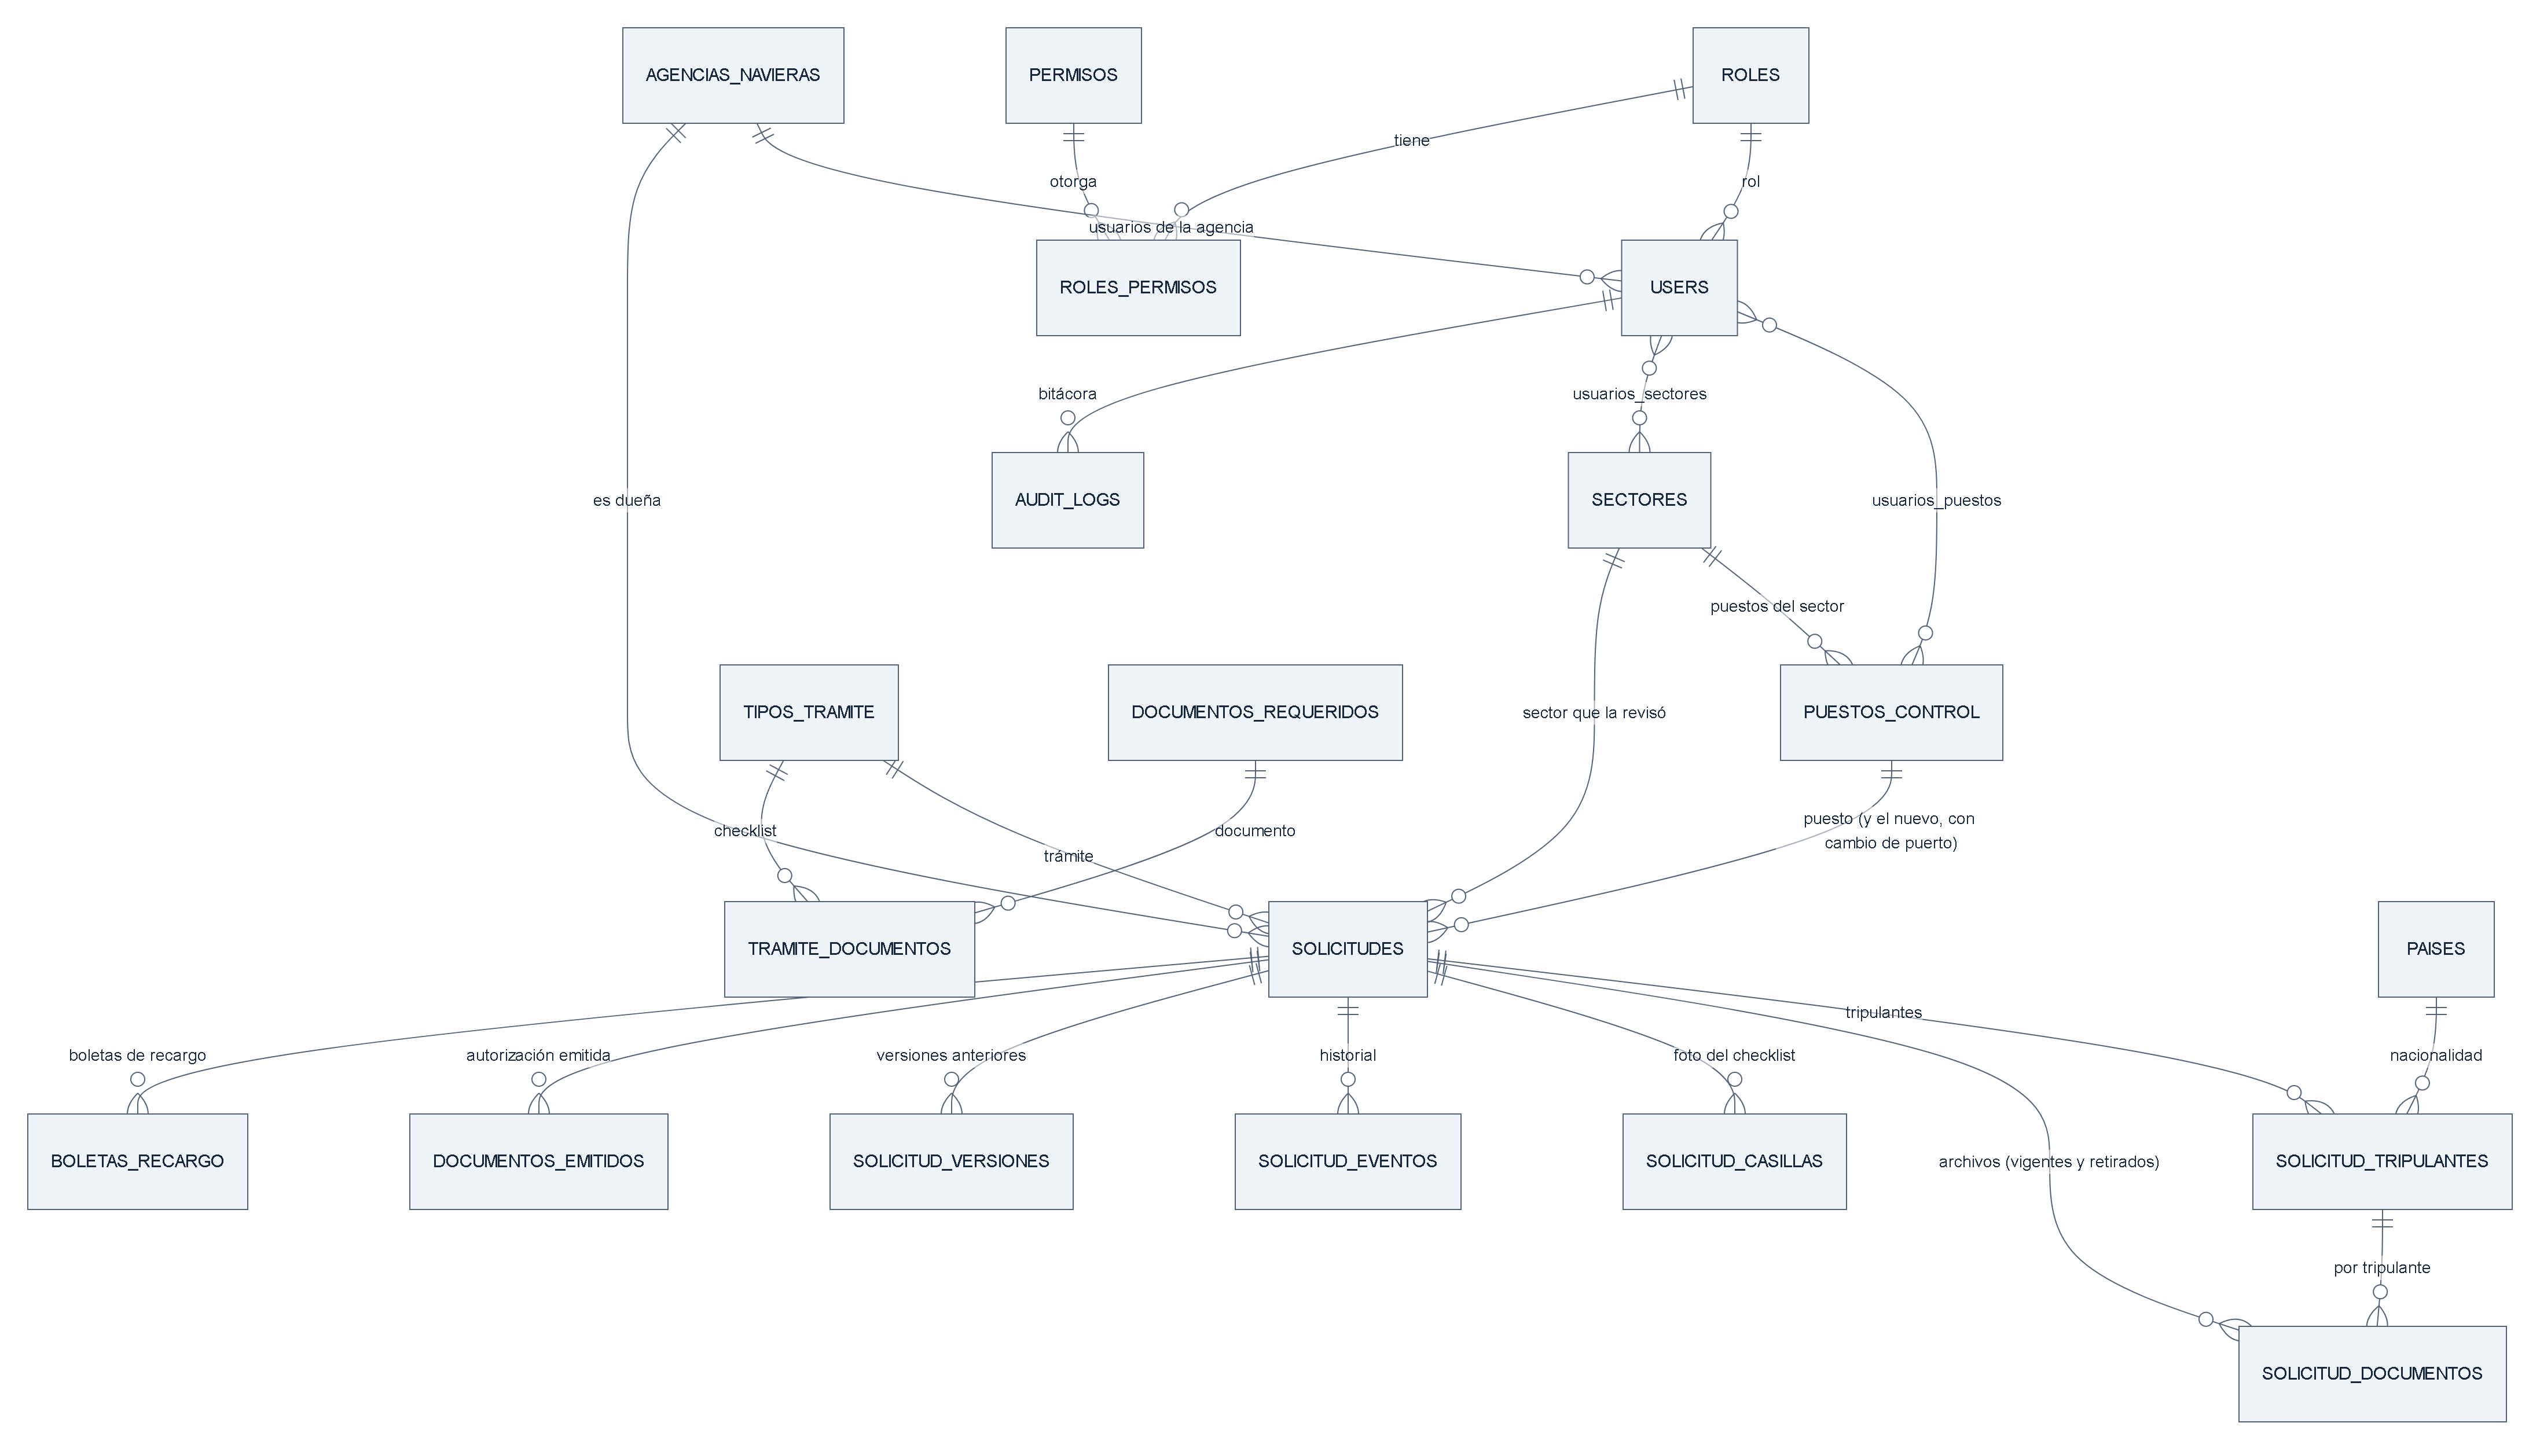 AGENCIAS_NAVIERAS
PERMISOS
ROLES
tiene
otorga
rol
usuarios de la agencia
ROLES_PERMISOS
USERS
bitácora
usuarios_sectores
AUDIT_LOGS
SECTORES
es dueña
usuarios_puestos
puestos del sector
TIPOS_TRAMITE
DOCUMENTOS_REQUERIDOS
sector que la revisó
PUESTOS_CONTROL
checklist
documento
puesto (y el nuevo, con
cambio de puerto)
trámite
TRAMITE_DOCUMENTOS
SOLICITUDES
PAISES
tripulantes
boletas de recargo
autorización emitida
versiones anteriores
historial
foto del checklist
nacionalidad
BOLETAS_RECARGO
DOCUMENTOS_EMITIDOS
SOLICITUD_VERSIONES
SOLICITUD_EVENTOS
SOLICITUD_CASILLAS
archivos (vigentes y retirados)
SOLICITUD_TRIPULANTES
por tripulante
SOLICITUD_DOCUMENTOS